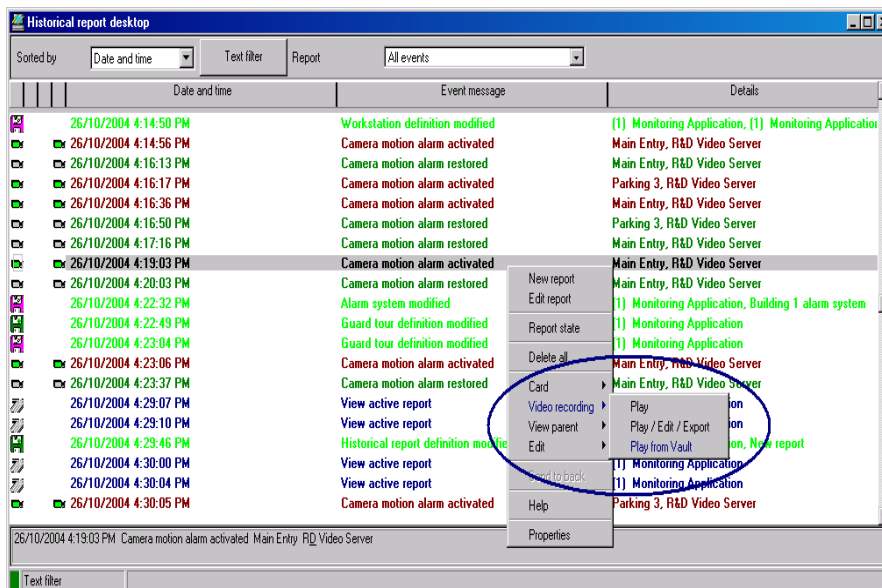 Historical report desktop
Sorted by Date and time Text filter Report All events
Date and time Event message Details
26/10/2004 4:14:50 PM Workstation definition modified (1) Monitoring Application, (1) Monitoring Application
26/10/2004 4:14:56 PM Camera motion alarm activated Main Entry, R&D Video Server
26/10/2004 4:16:13 PM Camera motion alarm restored Main Entry, R&D Video Server
26/10/2004 4:16:17 PM Camera motion alarm activated Parking 3, R&D Video Server
26/10/2004 4:16:36 PM Camera motion alarm activated Main Entry, R&D Video Server
26/10/2004 4:16:50 PM Camera motion alarm restored Parking 3, R&D Video Server
26/10/2004 4:17:16 PM Camera motion alarm restored Main Entry, R&D Video Server
26/10/2004 4:19:03 PM Camera motion alarm activated Main Entry, R&D Video Server
26/10/2004 4:20:03 PM Camera motion alarm restored Main Entry, R&D Video Server
26/10/2004 4:22:32 PM Alarm system modified (1) Monitoring Application, Building 1 alarm system
26/10/2004 4:22:49 PM Guard tour definition modified (1) Monitoring Application
26/10/2004 4:23:04 PM Guard tour definition modified (1) Monitoring Application
26/10/2004 4:23:06 PM Camera motion alarm activated Main Entry, R&D Video Server
26/10/2004 4:23:37 PM Camera motion alarm restored Main Entry, R&D Video Server
26/10/2004 4:29:07 PM View active report on
26/10/2004 4:29:10 PM View active report on
26/10/2004 4:29:46 PM Historical report definition modifie on, New report
26/10/2004 4:30:00 PM View active report (1) Monitoring Application
26/10/2004 4:30:04 PM View active report (1) Monitoring Application
26/10/2004 4:30:05 PM Camera motion alarm activated Parking 3, R&D Video Server
New report
Edit report
Report state
Delete all
Card
Video recording
View parent
Edit
Send to back
Help
Properties
Play
Play / Edit / Export
Play from Vault
26/10/2004 4:19:03 PM Camera motion alarm activated Main Entry RD Video Server
Text filter